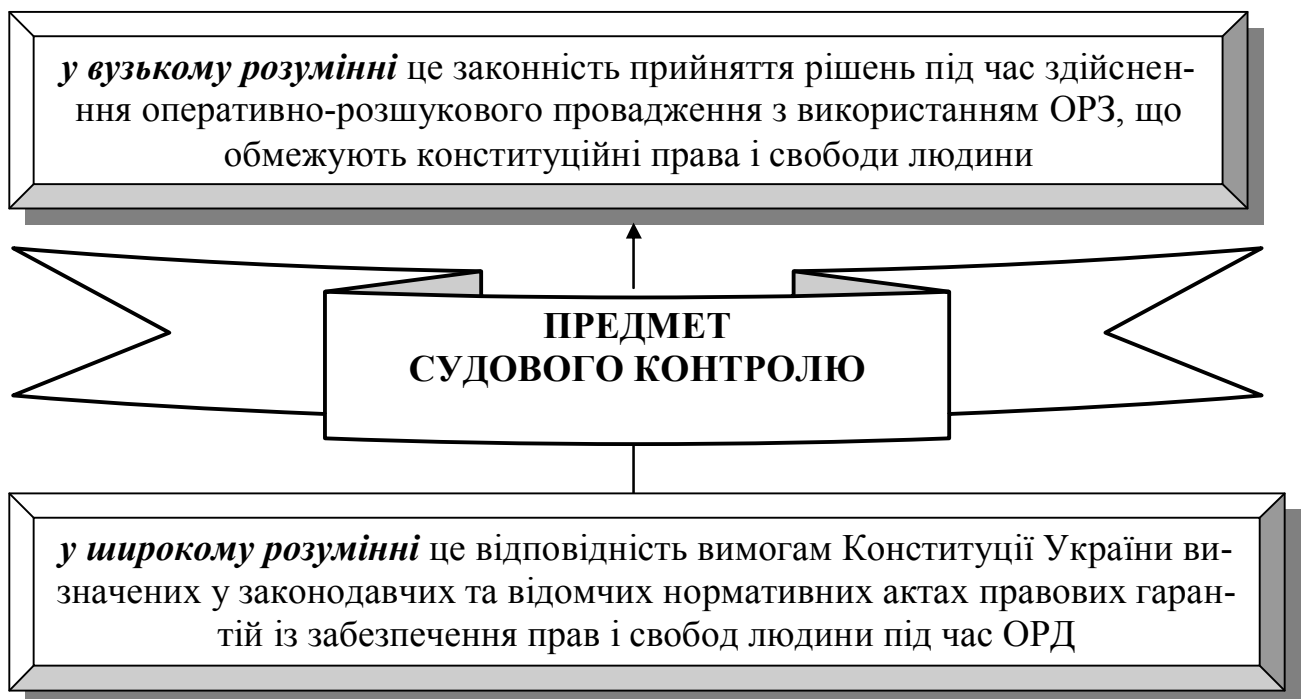 у вузькому розумінні це законність прийняття рішень під час здійснен-
ня оперативно-розшукового провадження з використанням ОРЗ, що
обмежують конституційні права і свободи людини
ПРЕДМЕТ
СУДОВОГО КОНТРОЛЮ
у широкому розумінні це відповідність вимогам Конституції України ви-
значених у законодавчих та відомчих нормативних актах правових гаран-
тій із забезпечення прав і свобод людини під час ОРД